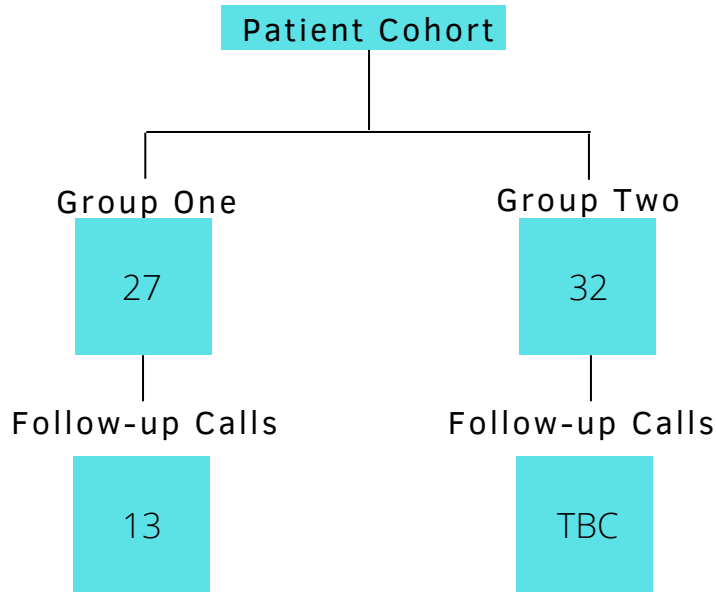 Patient Cohort
Group One
Group Two
27
32
Follow-up Calls
Follow-up Calls
13
TBC